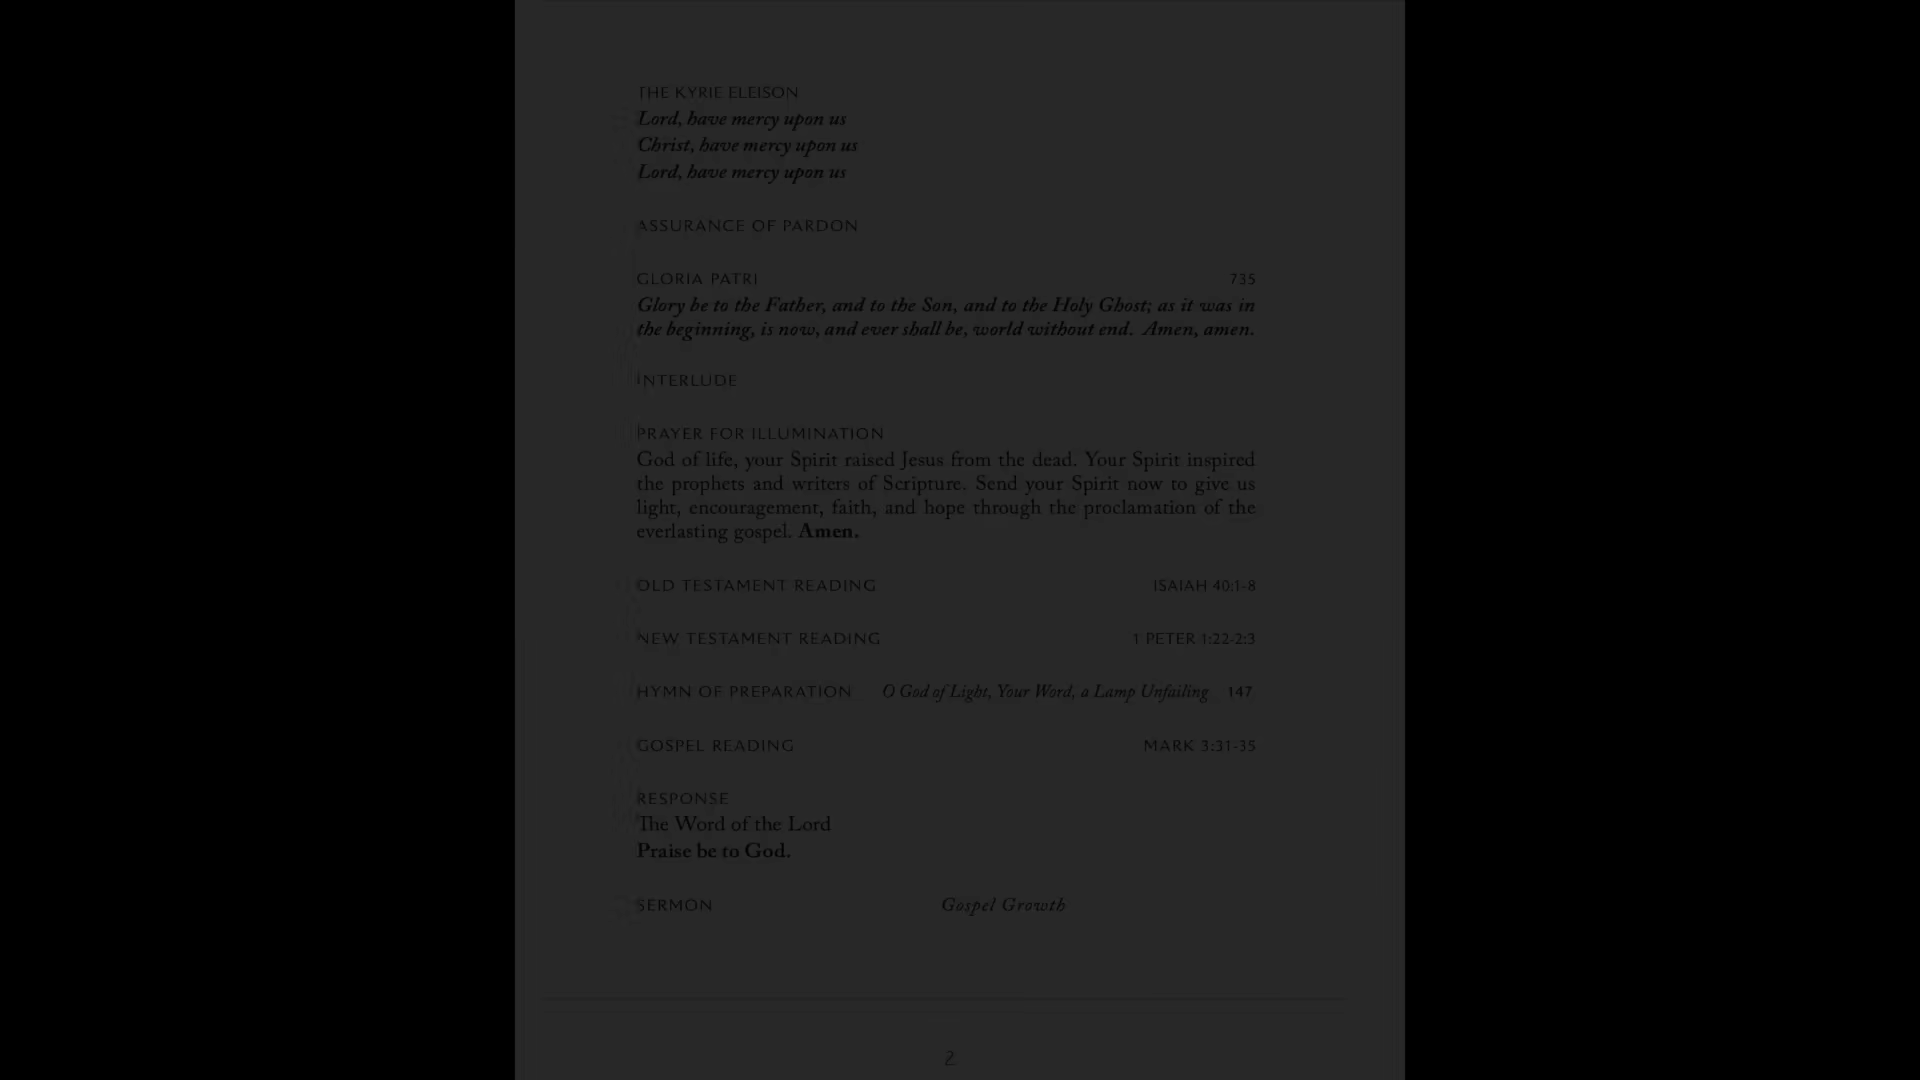 THE KYRIE ELEISON
Lord, have mercy upon us
Christ, have mercy upon us
Lord, have mercy upon us
ASSURANCE OF PARDON
GLORIA PATRI 735
Glory be to the Father, and to the Son, and to the Holy Ghost; as it was in
the beginning, is now, and ever shall be, world without end. Amen, amen.
INTERLUDE
PRAYER FOR ILLUMINATION
God of life, your Spirit raised Jesus from the dead. Your Spirit inspired
the prophets and writers of Scripture. Send your Spirit now to give us
light, encouragement, faith, and hope through the proclamation of the
everlasting gospel. Amen.
OLD TESTAMENT READING ISAIAH 40:1-8
NEW TESTAMENT READING 1 PETER 1:22-2:3
HYMN OF PREPARATION O God of Light, Your Word, a Lamp Unfailing 147
GOSPEL READING MARK 3:31-35
RESPONSE
The Word of the Lord
Praise be to God.
SERMON Gospel Growth
2